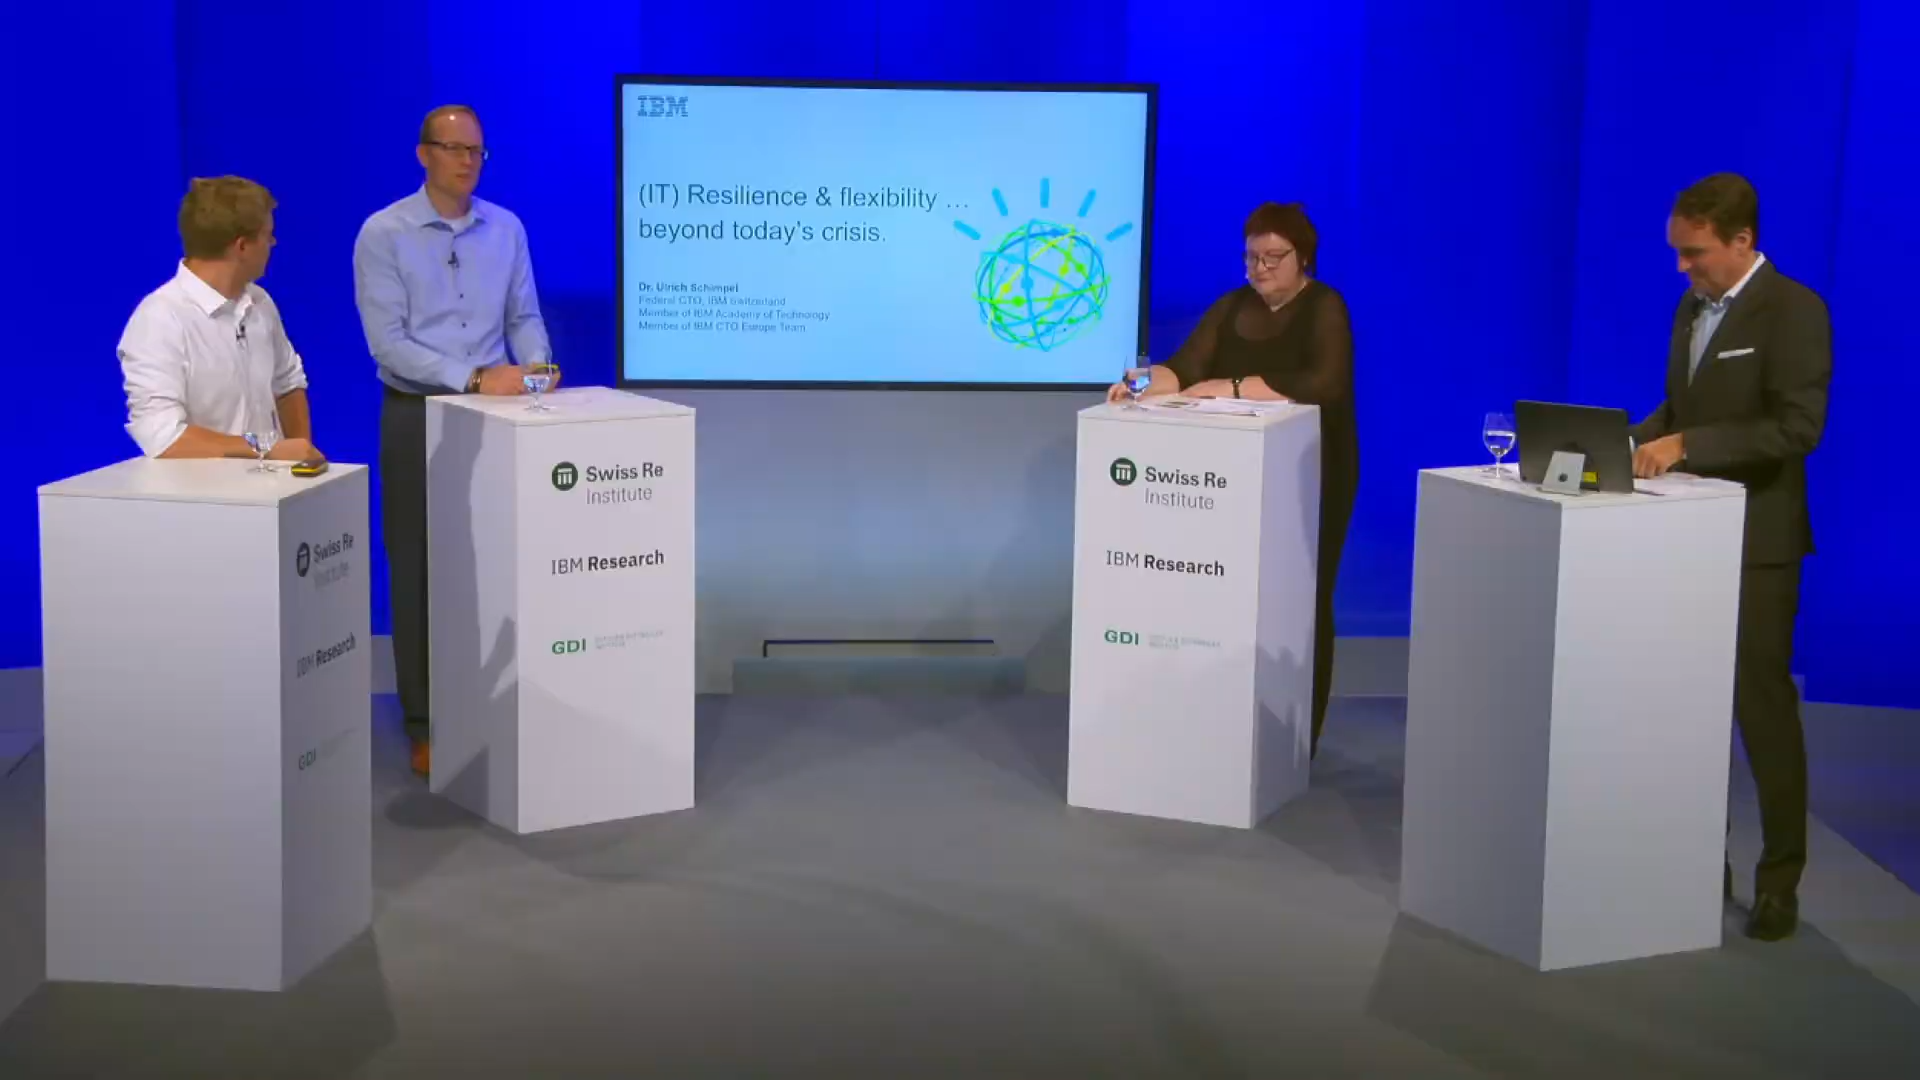 IBM
(IT) Resilience & flexibility ...
beyond today's crisis.
Dr. Ulrich Schimpel
Federal CTO, IBM Switzerland
Member of IBM Academy of Technology
Member of IBM CTO Europe Team
Swiss Re
Institute
IBM Research
GDI
Swiss Re
Institute
IBM Research
GDI
Swiss Re
Institute
IBM Research
GDI